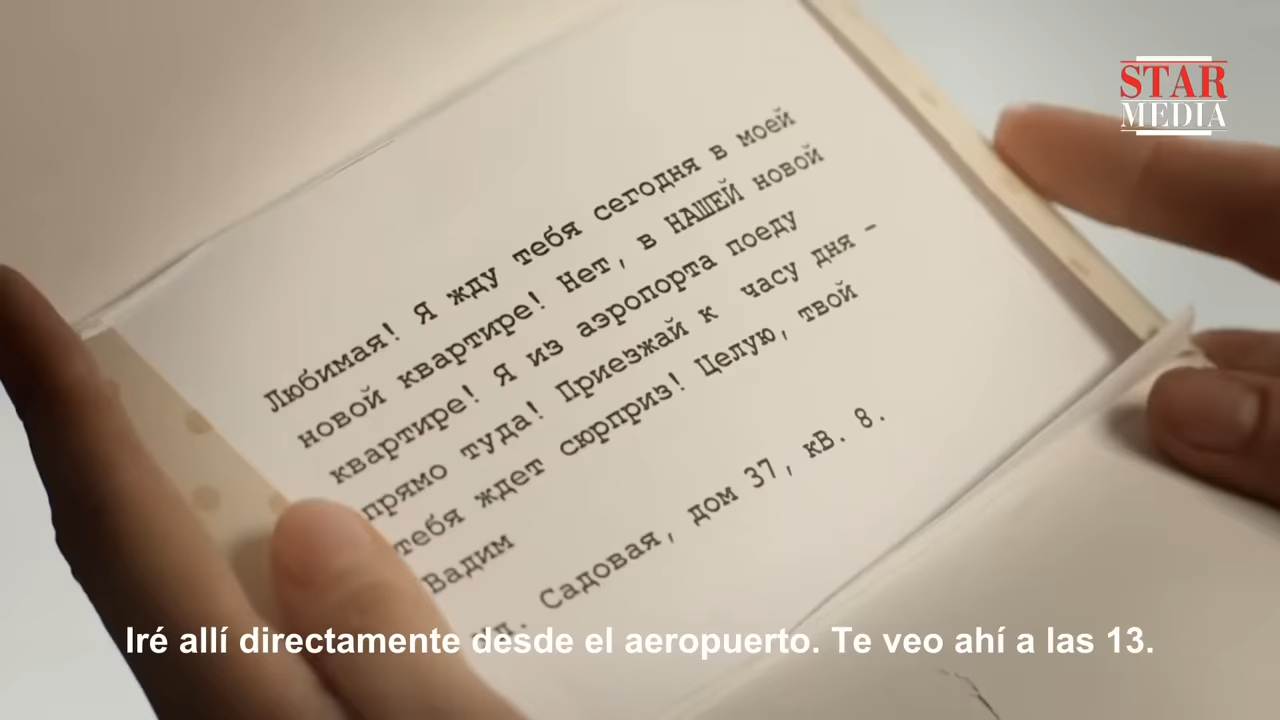 STAR
MEDIA
Любимая! Я жду тебя сегодня в моей
новой квартире! Нет, в НАШЕЙ новой
квартире! Я из аэропорта поеду
прямо туда! Приезжай к часу дня –
тебя ждет сюрприз! Целую, твой
Вадим
Садовая, дом 37, кВ. 8.
Iré allí directamente desde el aeropuerto. Te veo ahí a las 13.